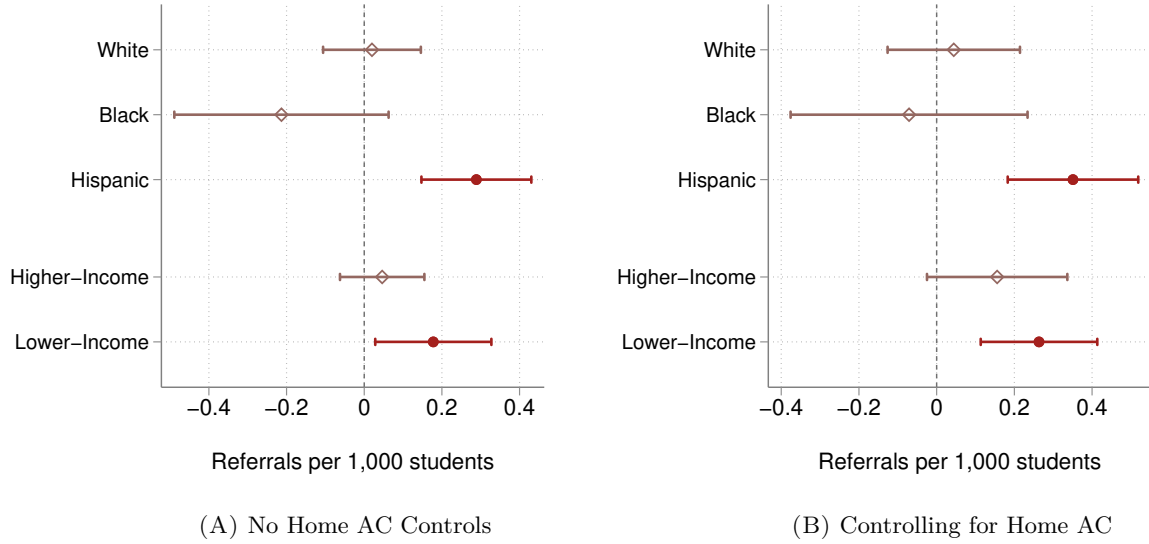 White
Black
Hispanic
Higher−Income
Lower−Income
−0.4 −0.2 0 0.2 0.4
Referrals per 1,000 students
(A) No Home AC Controls
White
Black
Hispanic
Higher−Income
Lower−Income
−0.4 −0.2 0 0.2 0.4
Referrals per 1,000 students
(B) Controlling for Home AC